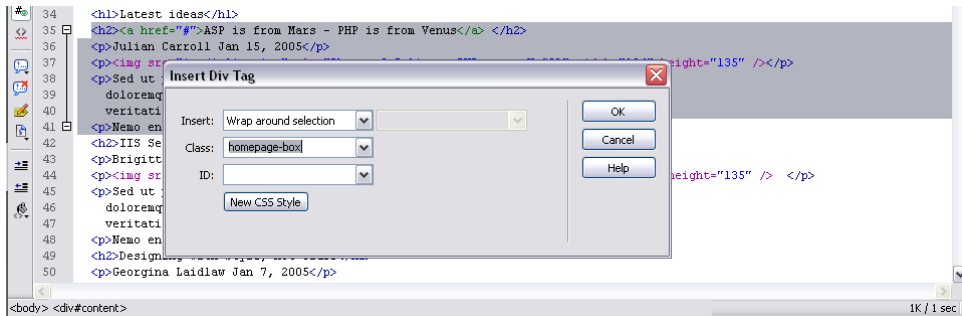 34 <h1>Latest ideas</h1>
35 <h2><a href="#">ASP is from Mars - PHP is from Venus</a> </h2>
36 <p>Julian Carroll Jan 15, 2005</p>
37 <p><img sr height="135" /></p>
38 <p>Sed ut
39 doloremq
40 veritati
41 <p>Nemo en
42 <h2>IIS Se
43 <p>Brigitt
44 <p><img sr height="135" /> </p>
45 <p>Sed ut
46 doloremq
47 veritati
48 <p>Nemo en
49 <h2>Designing
50 <p>Georgina Laidlaw Jan 7, 2005</p>
Insert Div Tag
Insert: Wrap around selection
Class: homepage-box
ID:
New CSS Style
OK
Cancel
Help
<body> <div#content> 1K / 1 sec